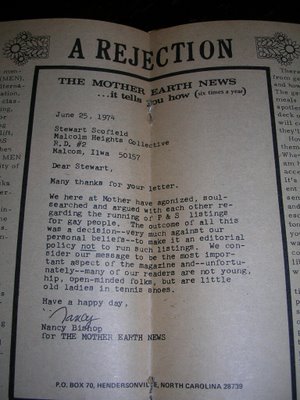 A REJECTION
THE MOTHER EARTH NEWS
...it tells you how (six times a year)
June 25, 1974
Stewart Scofield
Malcolm Heights Collective
R.D. #2
Malcom, Iiwa 50157
Dear Stewart,
Many thanks for your letter.
We here at Mother have agonized, soul-
searched and argued with each other re-
garding the running of P & S listings
for gay people. The outcome of all this
was a decision--very much against our
personal beliefs--to make it an editorial
policy not to run such listings. We con-
sider our message to be the most impor-
tant aspect of the magazine and--unfortu-
nately--many of our readers are not young,
hip, open-minded folks, but are little
old ladies in tennis shoes.
Have a happy day,
Nancy
Nancy Bishop
for THE MOTHER EARTH NEWS
P.O. BOX 70, HENDERSONVILLE, NORTH CAROLINA 28739